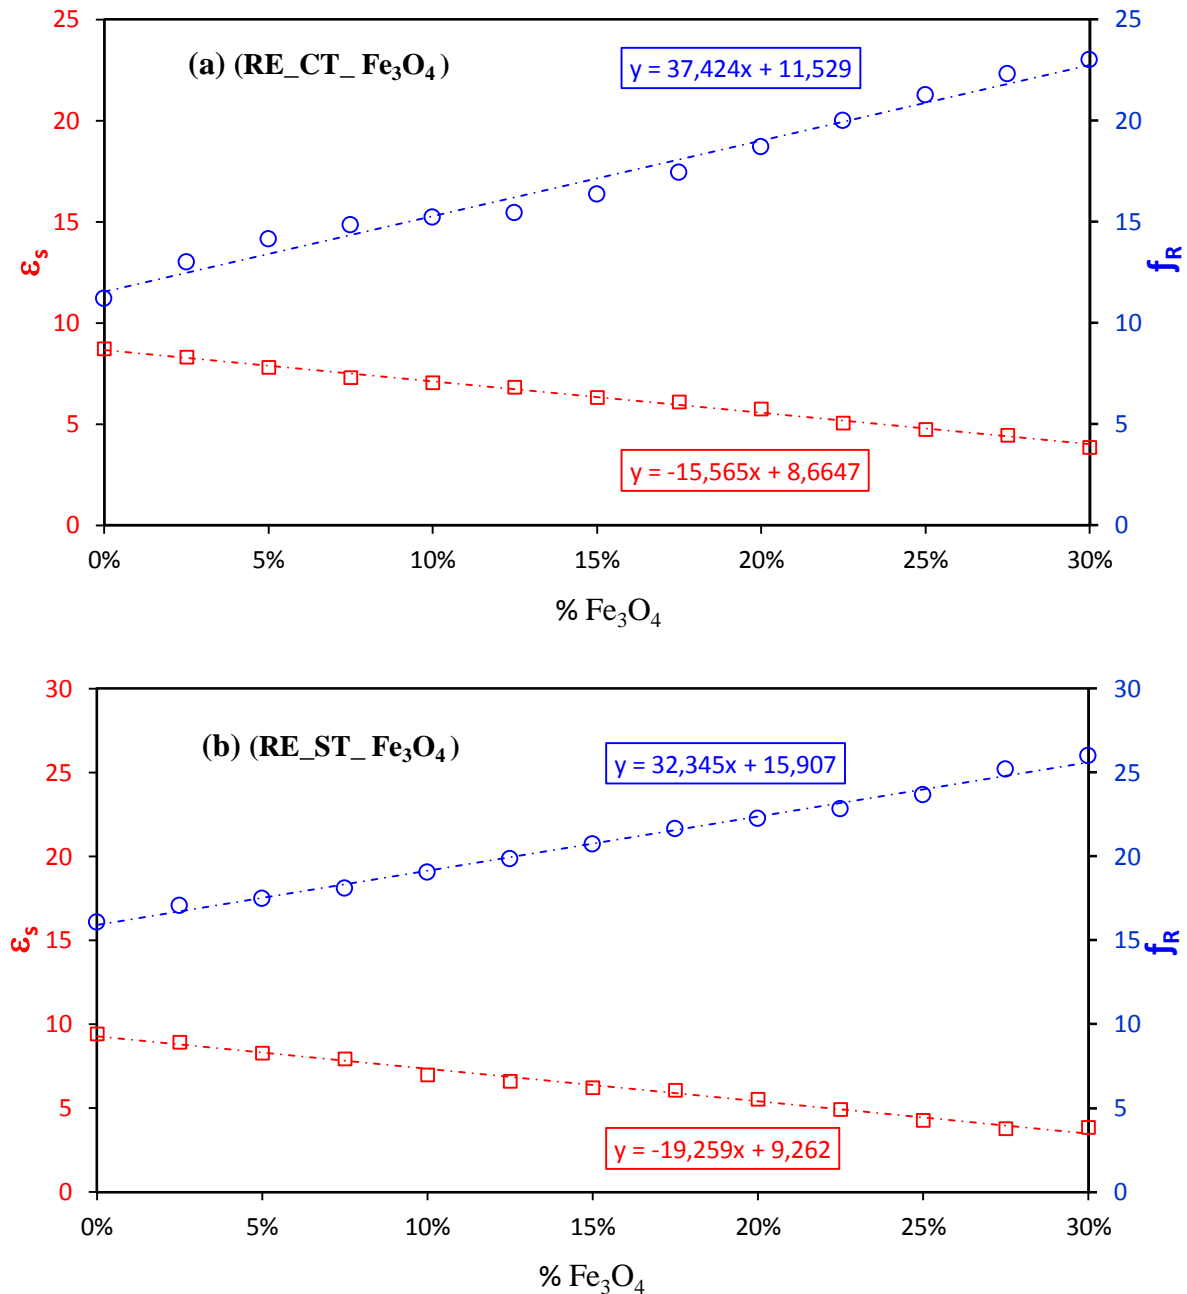 25
25
(a) (RE_CT_ Fe₃O₄)
y = 37,424x + 11,529
20
20
15
15
εs
fR
10
10
5
5
y = -15,565x + 8,6647
0
0
0% 5% 10% 15% 20% 25% 30%
% Fe₃O₄
30
30
(b) (RE_ST_ Fe₃O₄)
y = 32,345x + 15,907
25
25
20
20
εs
fR
15
15
10
10
5
5
y = -19,259x + 9,262
0
0
0% 5% 10% 15% 20% 25% 30%
% Fe₃O₄